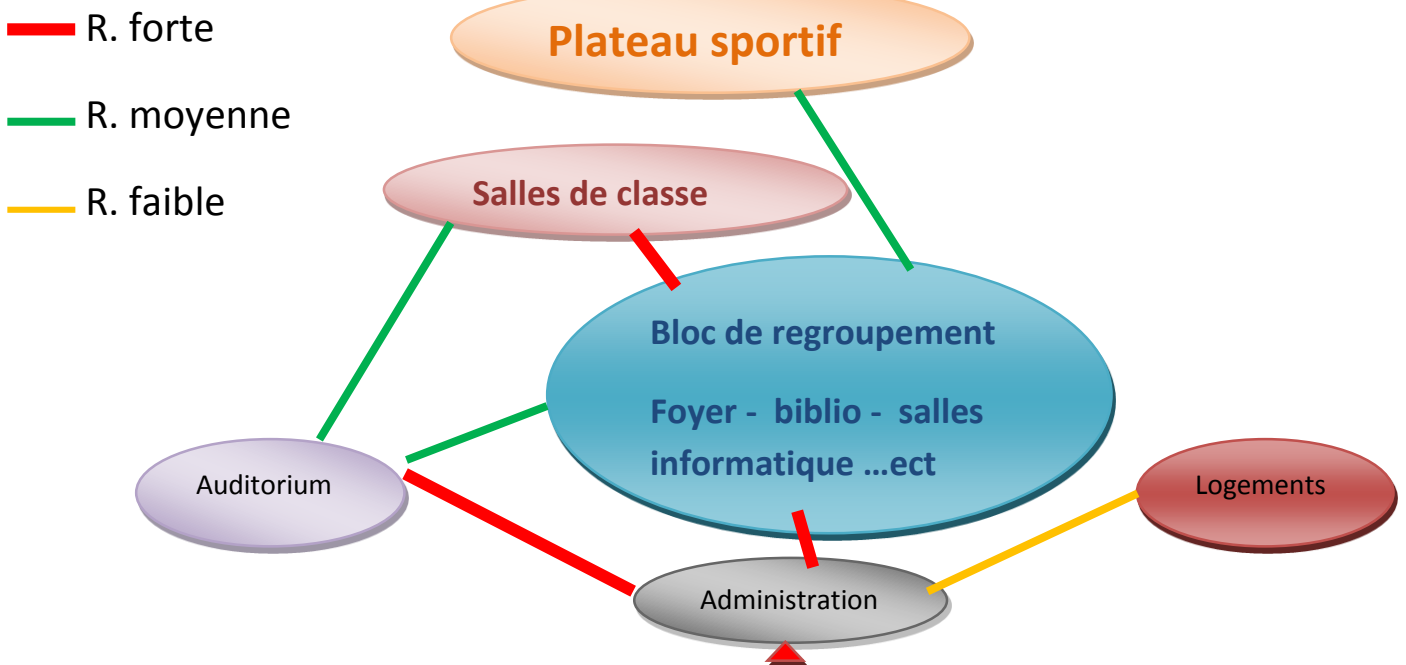 R. forte
R. moyenne
R. faible
Plateau sportif
Salles de classe
Bloc de regroupement
Foyer - biblio - salles
informatique ...ect
Auditorium
Logements
Administration